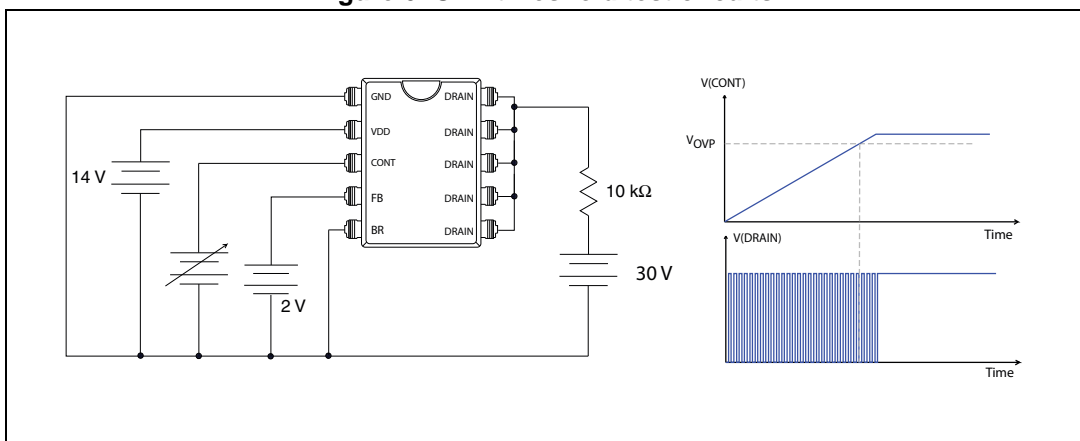 GND DRAIN
VDD DRAIN
CONT DRAIN
FB DRAIN
BR DRAIN
14 V
2 V
10 kΩ
30 V
V(CONT)
VOVP
Time
V(DRAIN)
Time